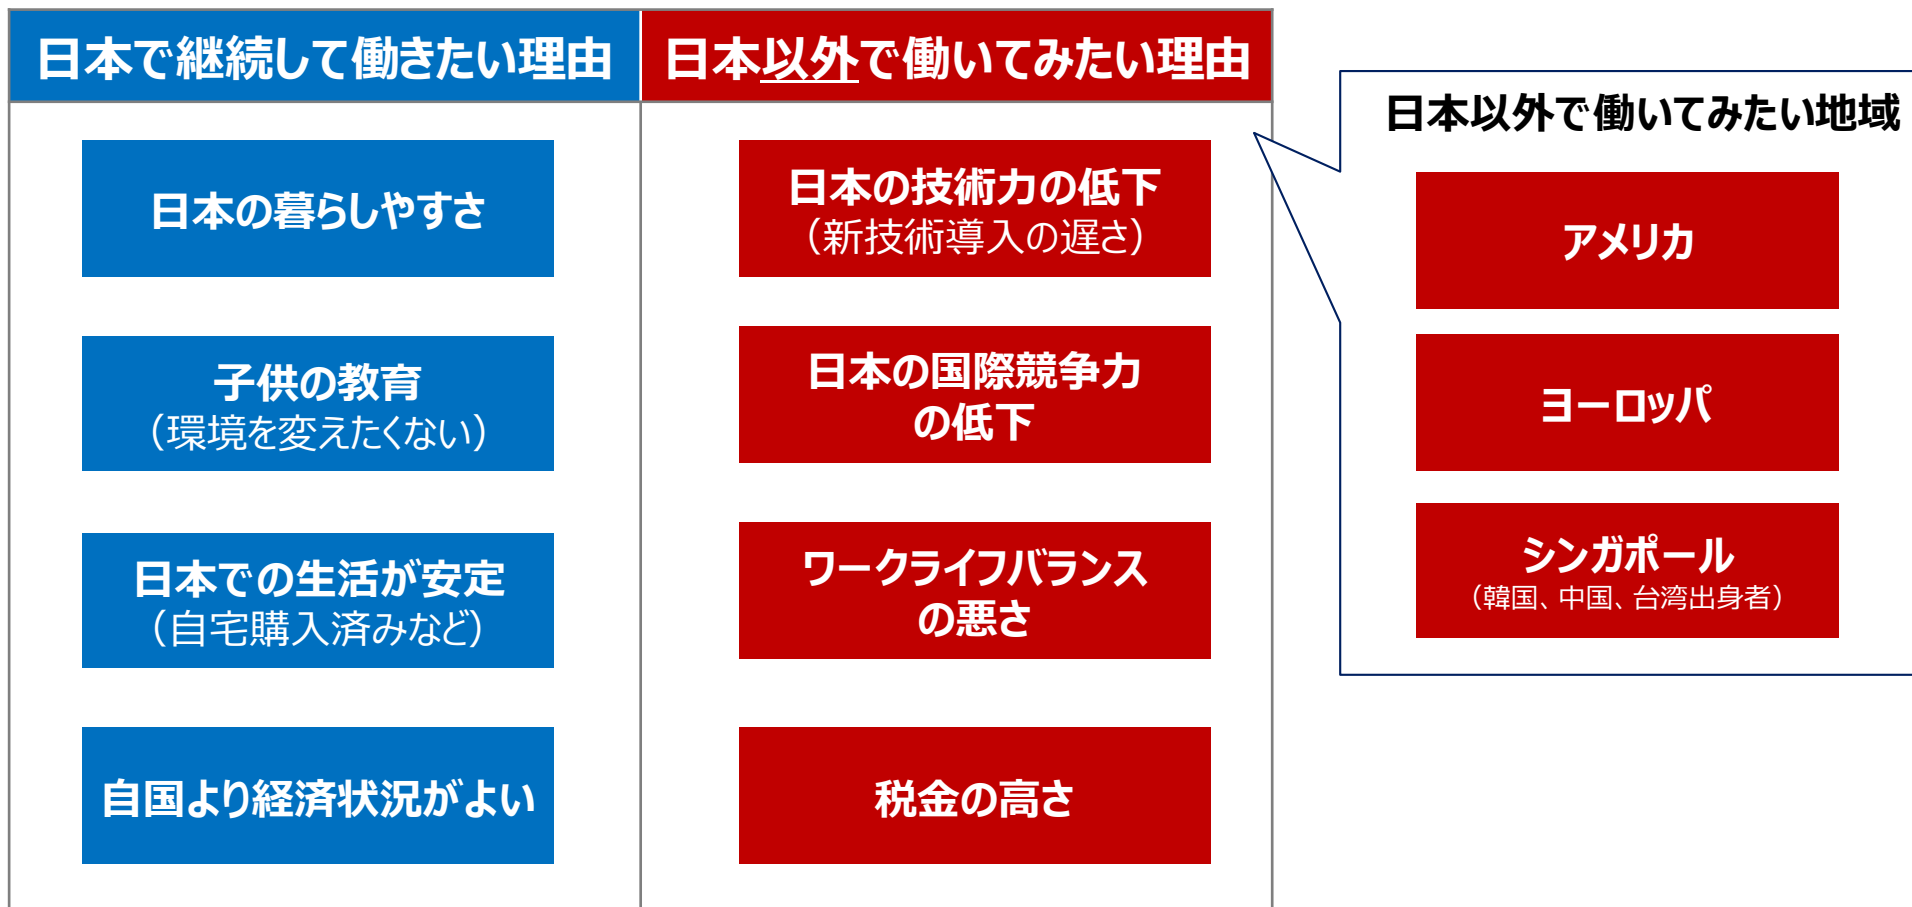 日本で継続して働きたい理由
日本以外で働いてみたい理由
日本の暮らしやすさ
子供の教育
（環境を変えたくない）
日本での生活が安定
（自宅購入済みなど）
自国より経済状況がよい
日本の技術力の低下
（新技術導入の遅さ）
日本の国際競争力
の低下
ワークライフバランス
の悪さ
税金の高さ
日本以外で働いてみたい地域
アメリカ
ヨーロッパ
シンガポール
（韓国、中国、台湾出身者）